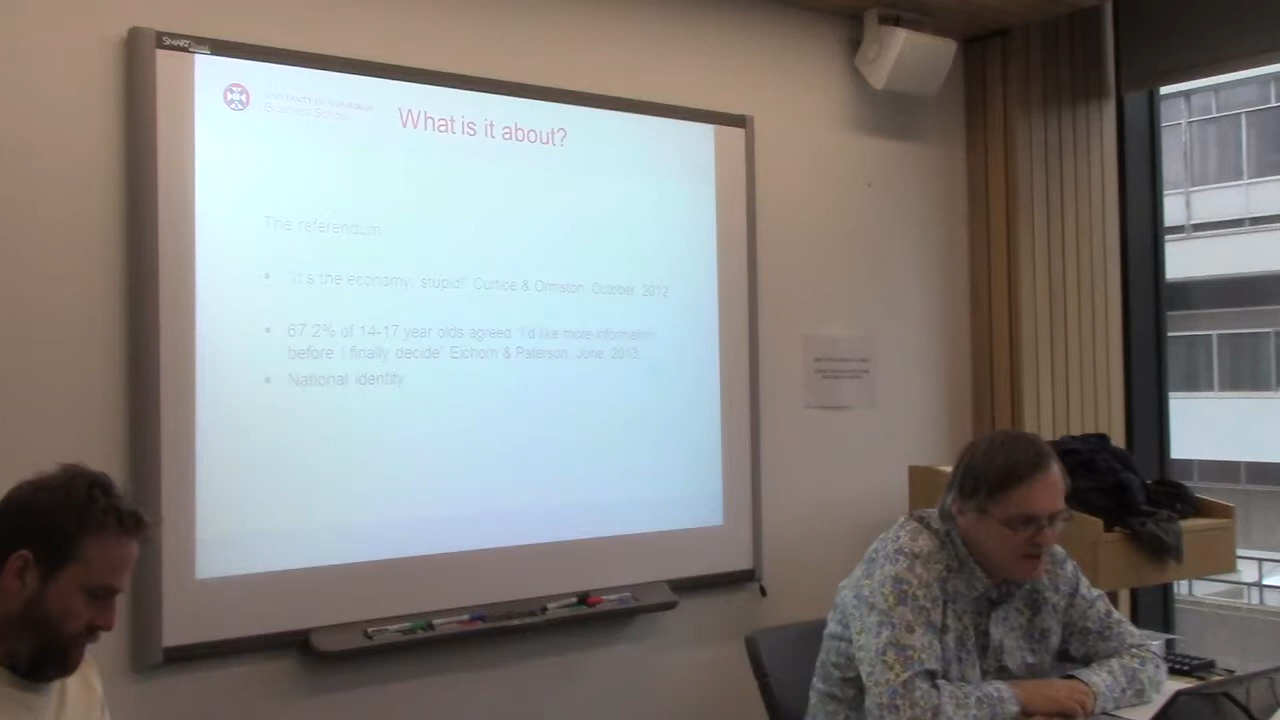 SMART
UNIVERSITY OF EDINBURGH
Business School
What is it about?
The referendum
• "It's the economy, stupid!" Curtice & Ormston, October, 2012
• 67.2% of 14-17 year olds agreed "I'd like more information
before I finally decide" Eichorn & Paterson, June, 2013
• National identity